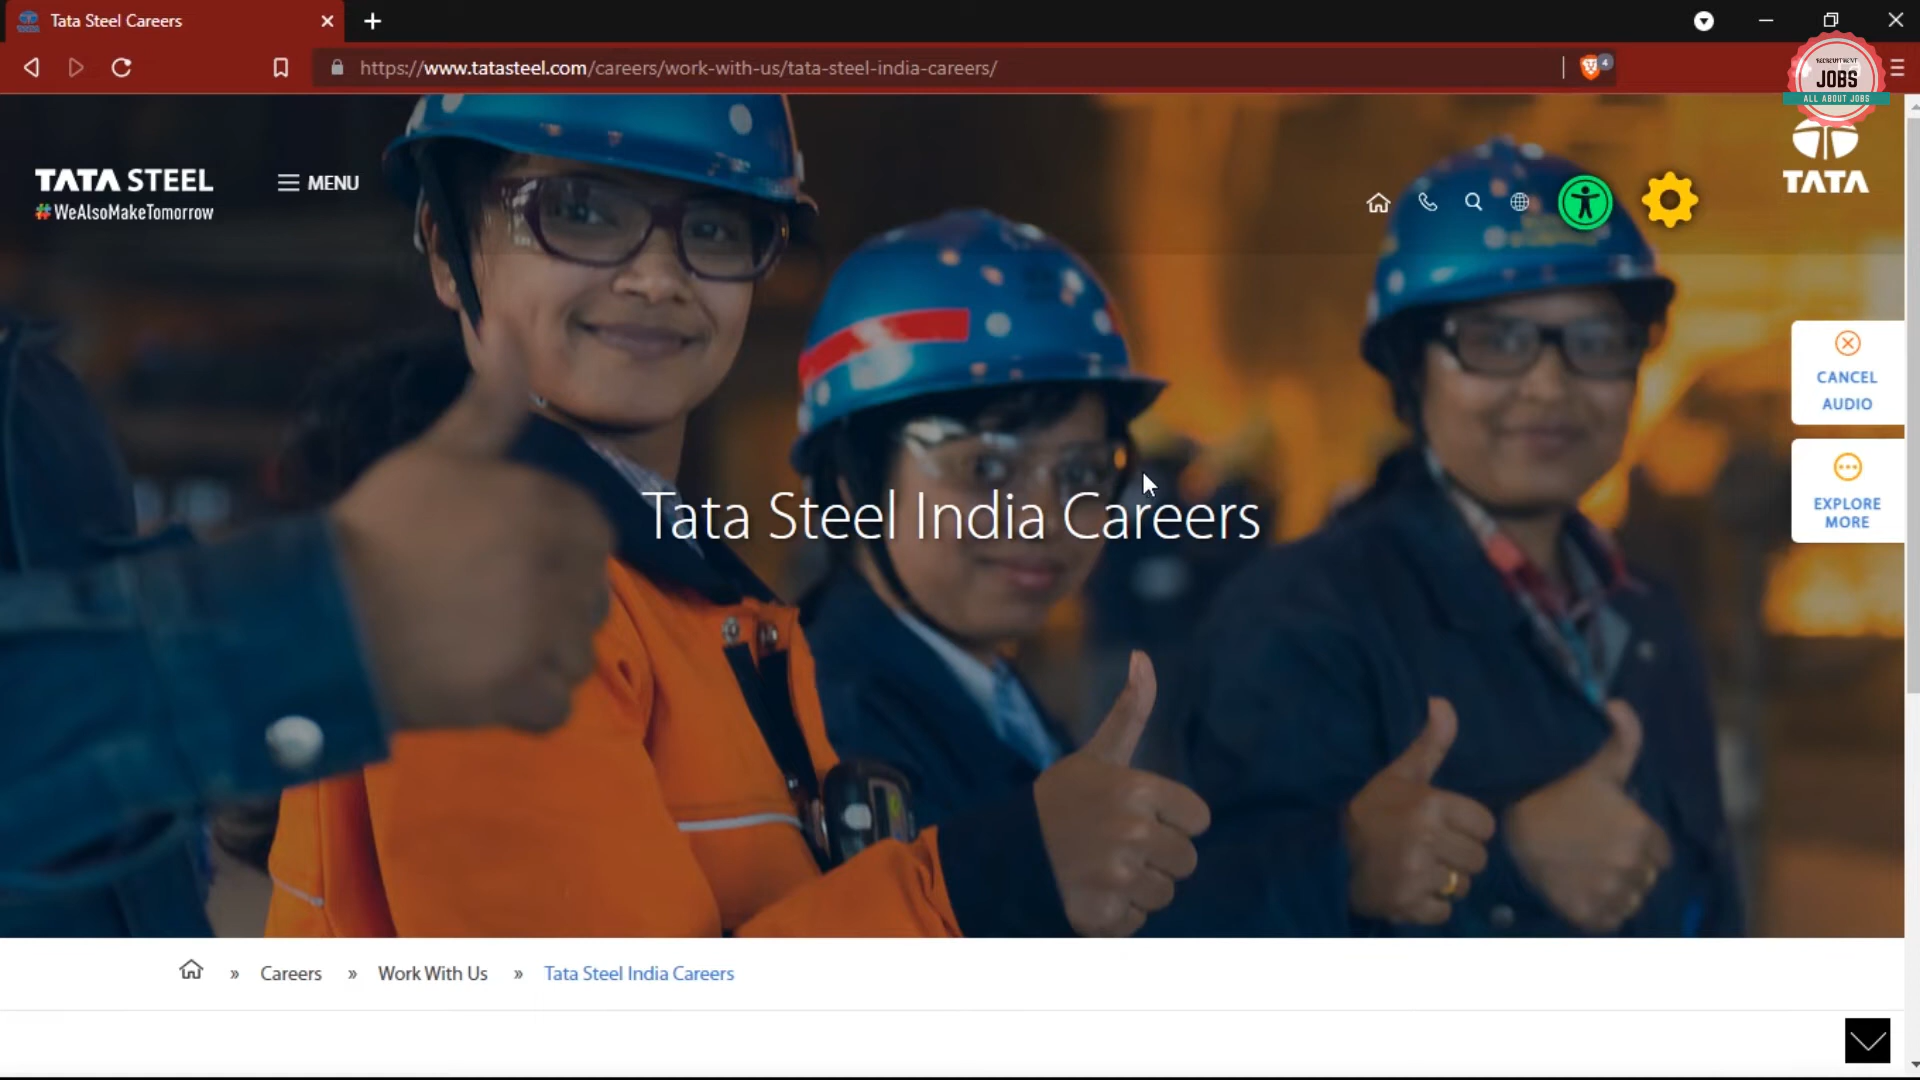 Tata Steel Careers
https://www.tatasteel.com/careers/work-with-us/tata-steel-india-careers/
4
RECRUITMENT
JOBS
ALL ABOUT JOBS
TATA STEEL
#WeAlsoMakeTomorrow
MENU
TATA
CANCEL
AUDIO
EXPLORE
MORE
Tata Steel India Careers
» Careers » Work With Us » Tata Steel India Careers